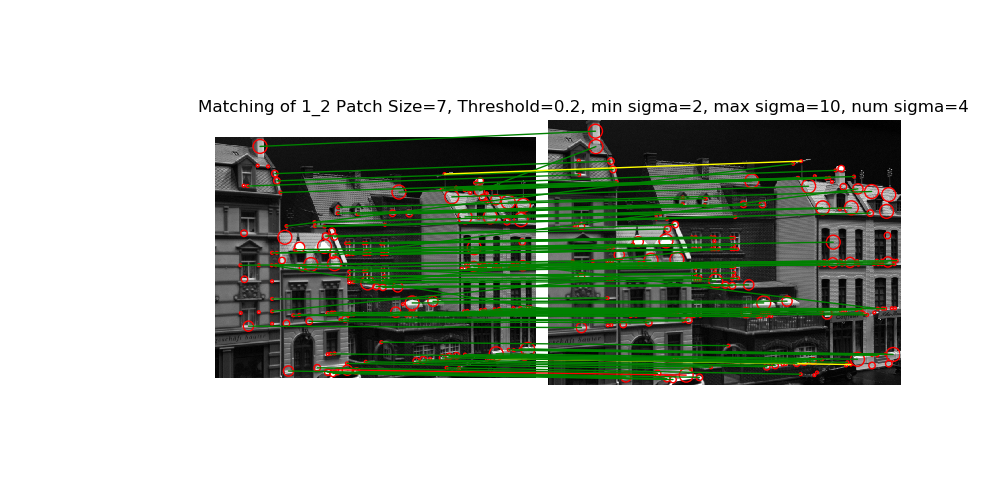 Matching of 1_2 Patch Size=7, Threshold=0.2, min sigma=2, max sigma=10, num sigma=4